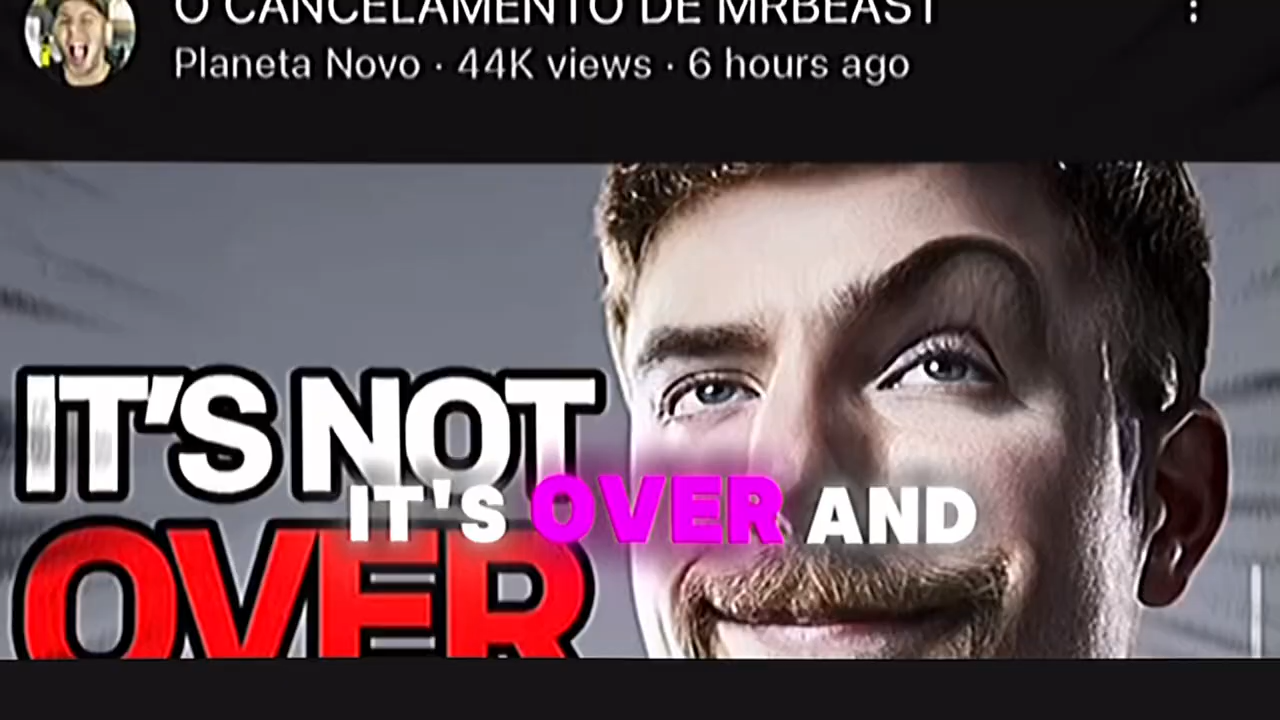 O CANCELAMENTO DE MRBEAST
Planeta Novo · 44K views · 6 hours ago
IT'S NOT
OVER
IT'S OVER AND